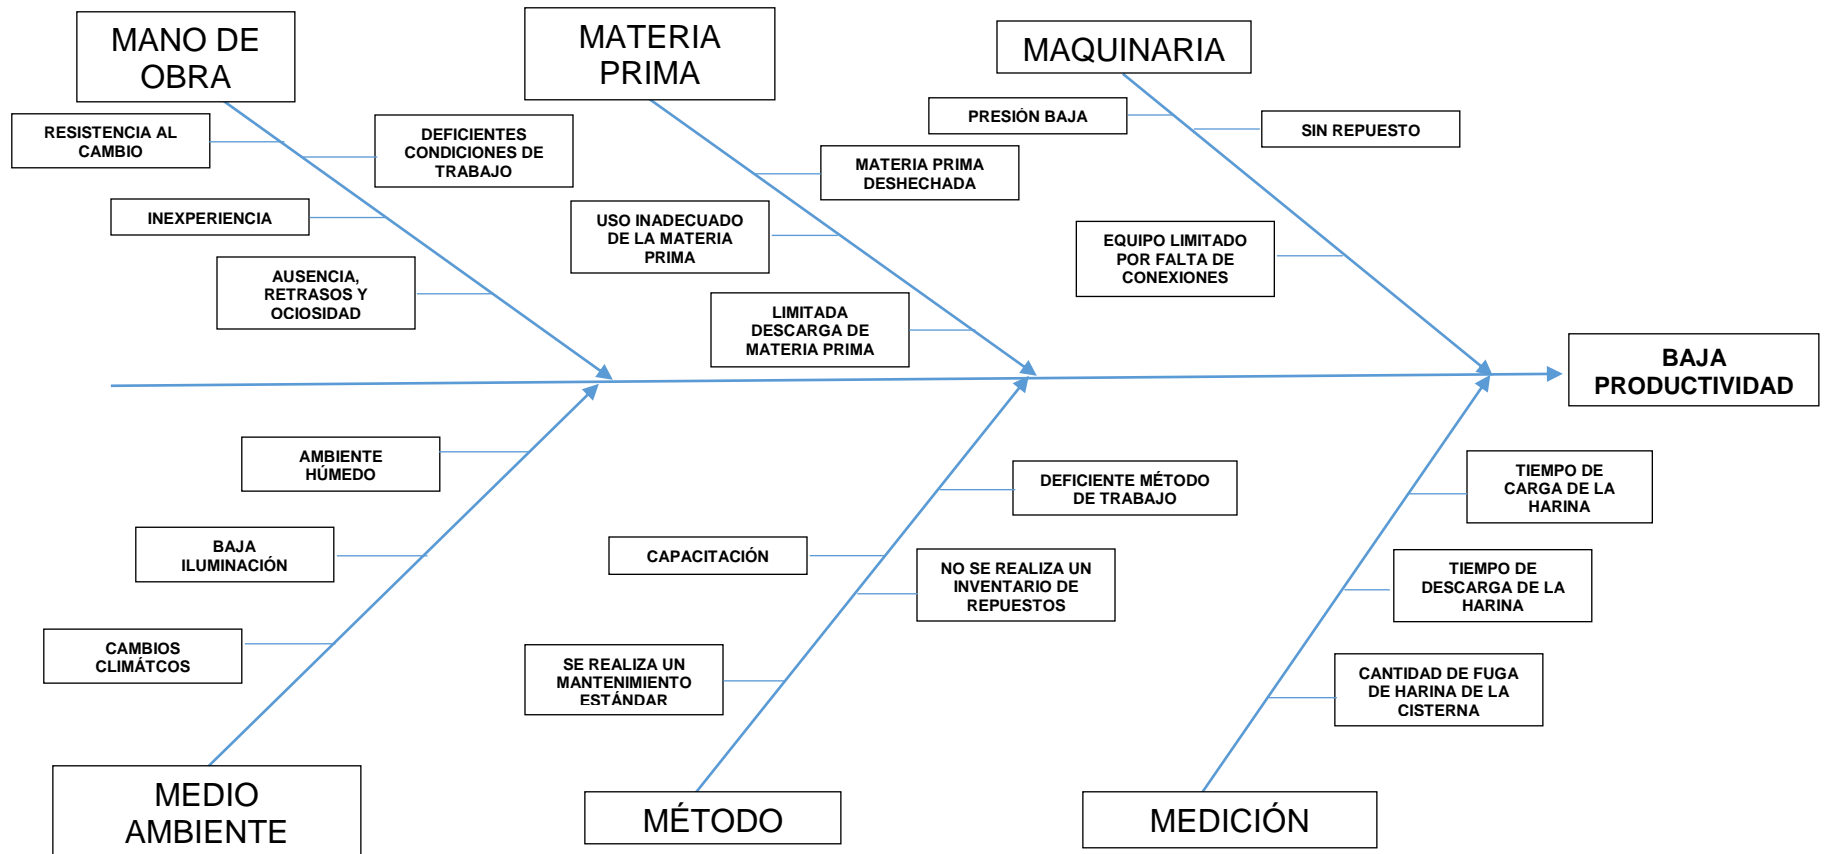 MANO DE
OBRA
MATERIA
PRIMA
MAQUINARIA
RESISTENCIA AL
CAMBIO
DEFICIENTES
CONDICIONES DE
TRABAJO
INEXPERIENCIA
AUSENCIA,
RETRASOS Y
OCIOSIDAD
MATERIA PRIMA
DESHECHADA
USO INADECUADO
DE LA MATERIA
PRIMA
LIMITADA
DESCARGA DE
MATERIA PRIMA
PRESIÓN BAJA
SIN REPUESTO
EQUIPO LIMITADO
POR FALTA DE
CONEXIONES
BAJA
PRODUCTIVIDAD
AMBIENTE
HÚMEDO
BAJA
ILUMINACIÓN
CAMBIOS
CLIMÁTCOS
DEFICIENTE MÉTODO
DE TRABAJO
CAPACITACIÓN
NO SE REALIZA UN
INVENTARIO DE
REPUESTOS
SE REALIZA UN
MANTENIMIENTO
ESTÁNDAR
TIEMPO DE
CARGA DE LA
HARINA
TIEMPO DE
DESCARGA DE LA
HARINA
CANTIDAD DE FUGA
DE HARINA DE LA
CISTERNA
MEDIO
AMBIENTE
MÉTODO
MEDICIÓN